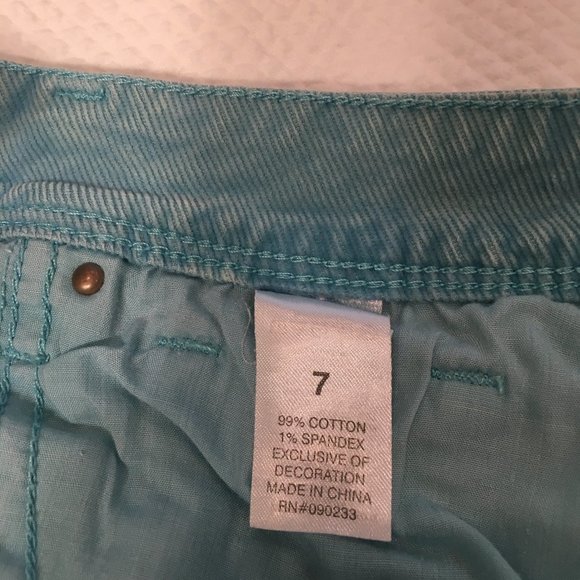 7
99% COTTON
1% SPANDEX
EXCLUSIVE OF
DECORATION
MADE IN CHINA
RN#090233